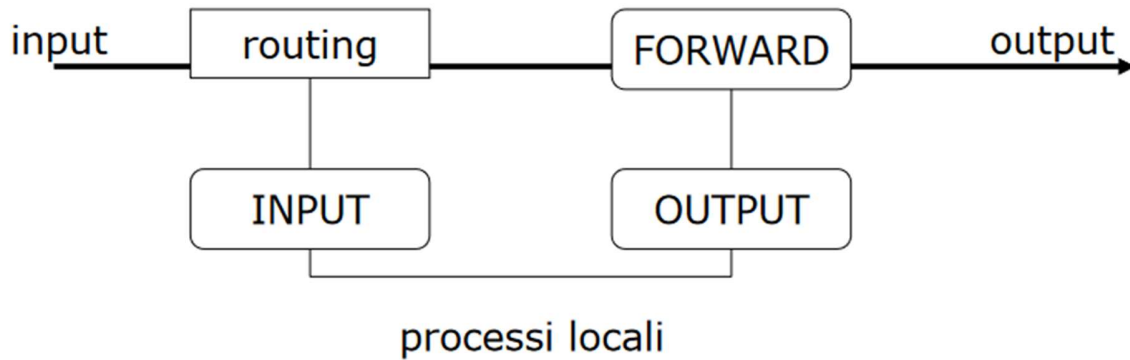 input
routing
FORWARD
output
INPUT
OUTPUT
processi locali